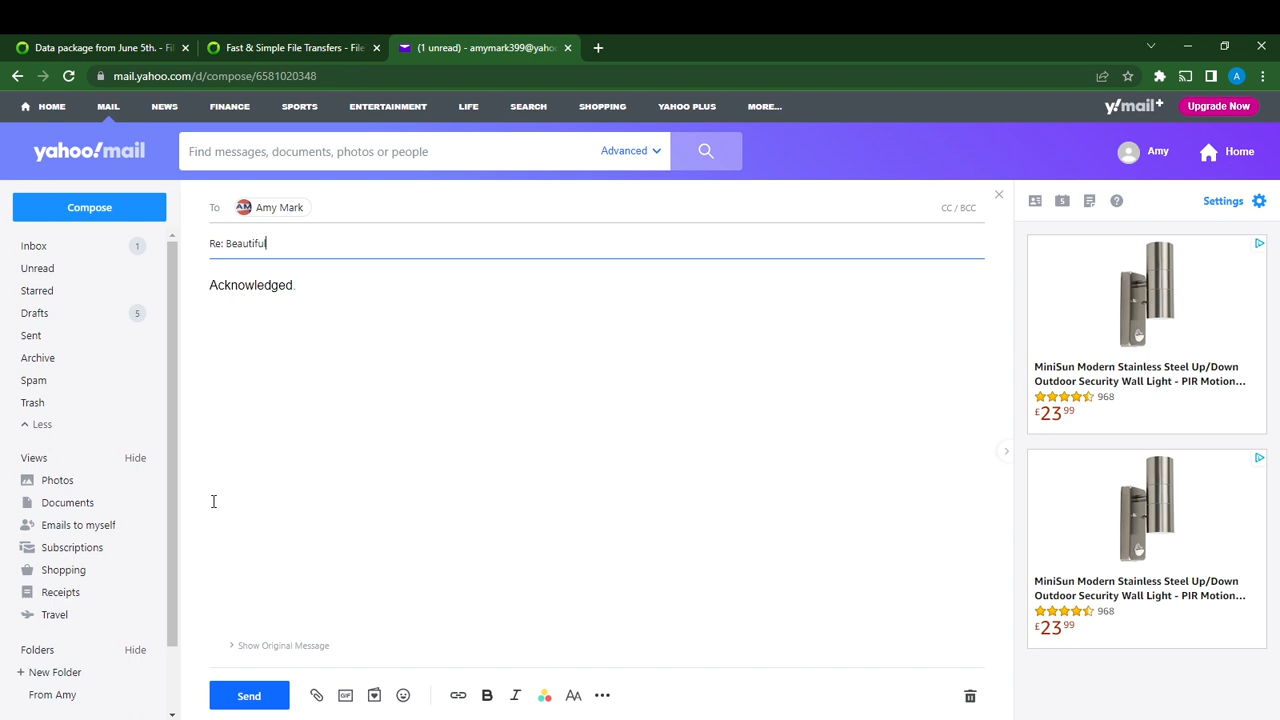 Data package from June 5th. - Fi
Fast & Simple File Transfers - File
(1 unread) - amymark399@yaho
mail.yahoo.com/d/compose/6581020348
A
HOME MAIL NEWS FINANCE SPORTS ENTERTAINMENT LIFE SEARCH SHOPPING YAHOO PLUS MORE...
y!mail+ Upgrade Now
yahoo!mail
Find messages, documents, photos or people
Advanced
Amy
Home
Compose
Inbox 1
Unread
Starred
Drafts 5
Sent
Archive
Spam
Trash
Less
Views Hide
Photos
Documents
Emails to myself
Subscriptions
Shopping
Receipts
Travel
Folders Hide
+ New Folder
From Amy
To AM Amy Mark CC / BCC
Re: Beautiful
Acknowledged.
> Show Original Message
Send
GIF
B
I
AA
Settings
MiniSun Modern Stainless Steel Up/Down
Outdoor Security Wall Light - PIR Motion...
968
£23.99
MiniSun Modern Stainless Steel Up/Down
Outdoor Security Wall Light - PIR Motion...
968
£23.99